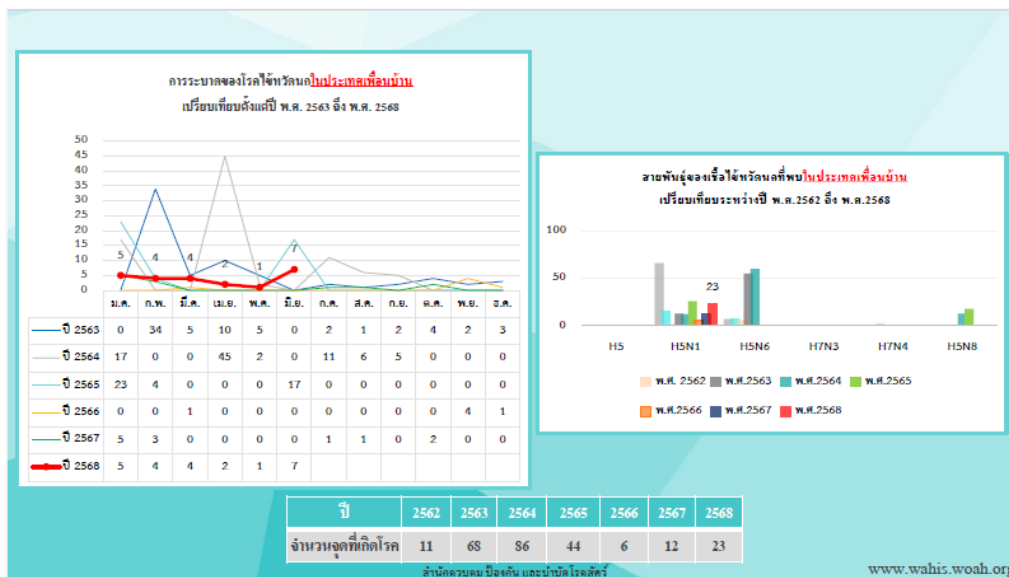 การระบาดของโรคไข้หวัดนกในประเทศเพื่อนบ้าน
เปรียบเทียบตั้งแต่ปี พ.ศ. 2563 ถึง พ.ศ. 2568
50
45
40
35
30
25
20
15
10
5
0
5 4 4 2 1 7
ม.ค. ก.พ. มี.ค. เม.ย. พ.ค. มิ.ย. ก.ค. ส.ค. ก.ย. ต.ค. พ.ย. ธ.ค.
ปี 2563 0 34 5 10 5 0 2 1 2 4 2 3
ปี 2564 17 0 0 45 2 0 11 6 5 0 0 0
ปี 2565 23 4 0 0 0 17 0 0 0 0 0 0
ปี 2566 0 0 1 0 0 0 0 0 0 0 4 1
ปี 2567 5 3 0 0 0 0 1 1 0 2 0 0
ปี 2568 5 4 4 2 1 7
สายพันธุ์ของเชื้อไข้หวัดนกที่พบในประเทศเพื่อนบ้าน
เปรียบเทียบระหว่างปี พ.ศ.2562 ถึง พ.ศ.2568
100
50
0
23
H5 H5N1 H5N6 H7N3 H7N4 H5N8
พ.ศ. 2562 พ.ศ.2563 พ.ศ.2564 พ.ศ.2565
พ.ศ.2566 พ.ศ.2567 พ.ศ.2568
ปี 2562 2563 2564 2565 2566 2567 2568
จำนวนจุดที่เกิดโรค 11 68 86 44 6 12 23
สำนักควบคุม ป้องกัน และบำบัดโรคสัตว์
www.wahis.woah.org